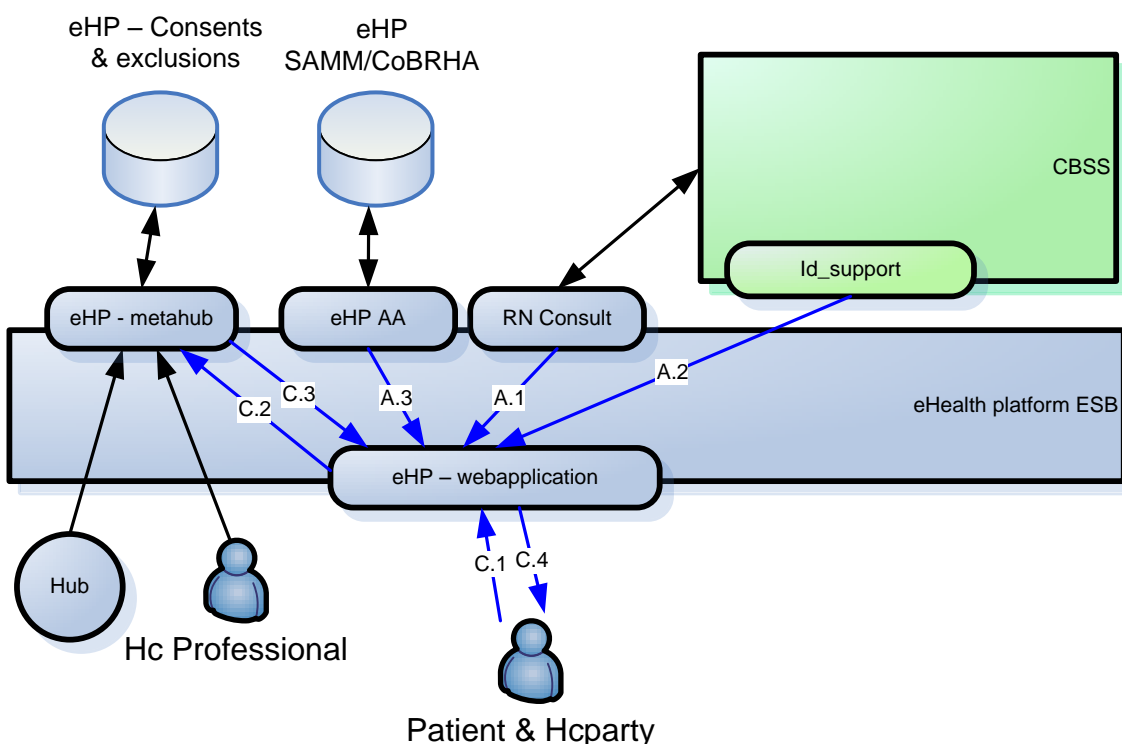 eHP – Consents
& exclusions
eHP
SAMM/CoBRHA
CBSS
Id_support
eHP - metahub
eHP AA
RN Consult
A.2
C.3
C.2
A.3
A.1
eHealth platform ESB
eHP – webapplication
C.1
C.4
Hub
Hc Professional
Patient & Hcparty